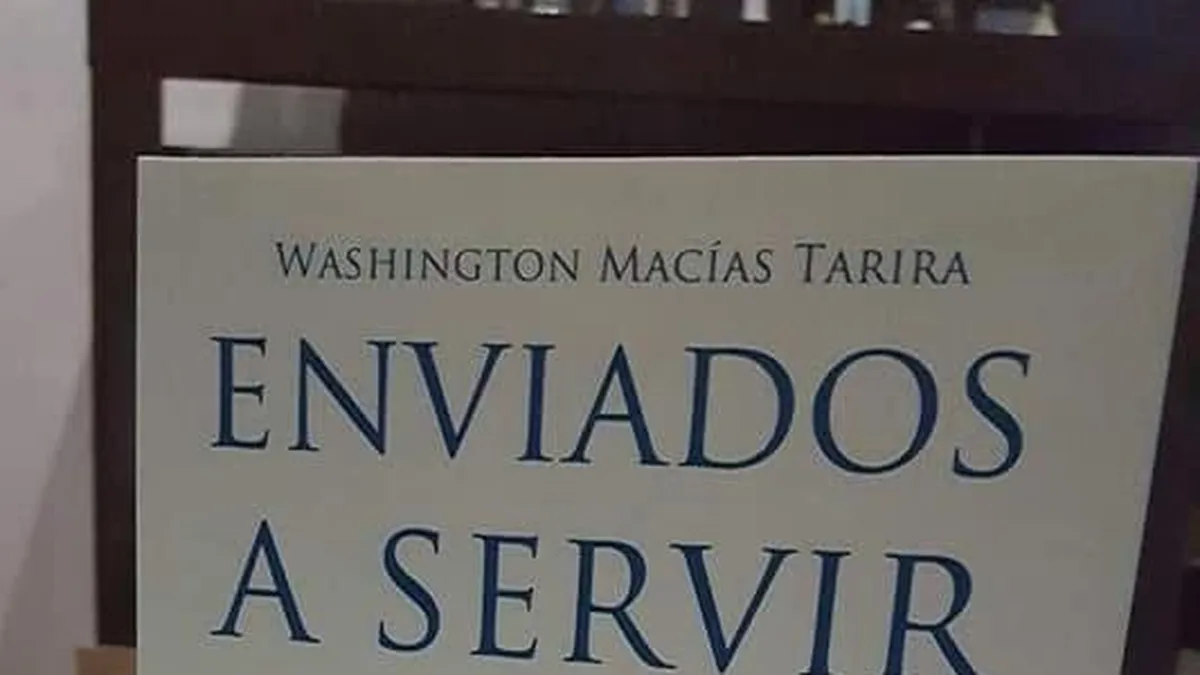 WASHINGTON MACÍAS TARIRA
ENVIADOS
A SERVIR